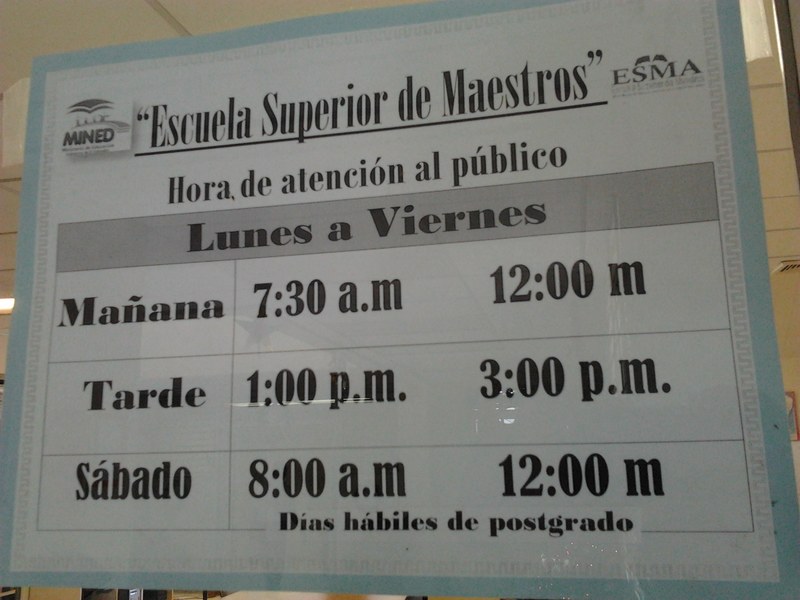 MINED
"Escuela Superior de Maestros"
ESMA
Hora, de atención al público
Lunes a Viernes
Mañana 7:30 a.m 12:00 m
Tarde 1:00 p.m. 3:00 p.m.
Sábado 8:00 a.m 12:00 m
Días hábiles de postgrado